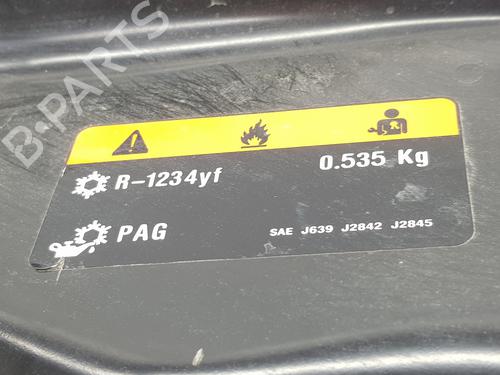 B-PARTS
R-1234yf 0.535 Kg
PAG SAE J639 J2842 J2845